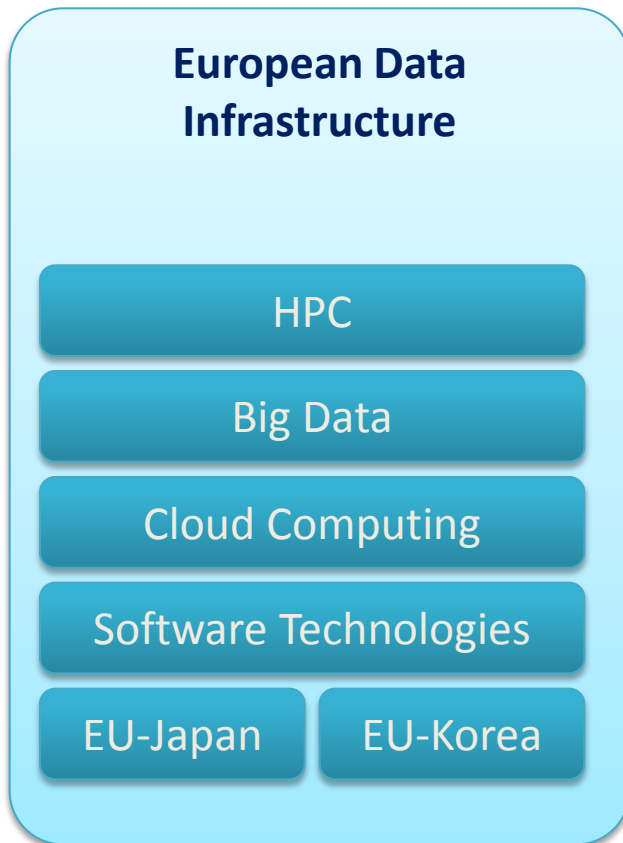 European Data
Infrastructure
HPC
Big Data
Cloud Computing
Software Technologies
EU-Japan
EU-Korea